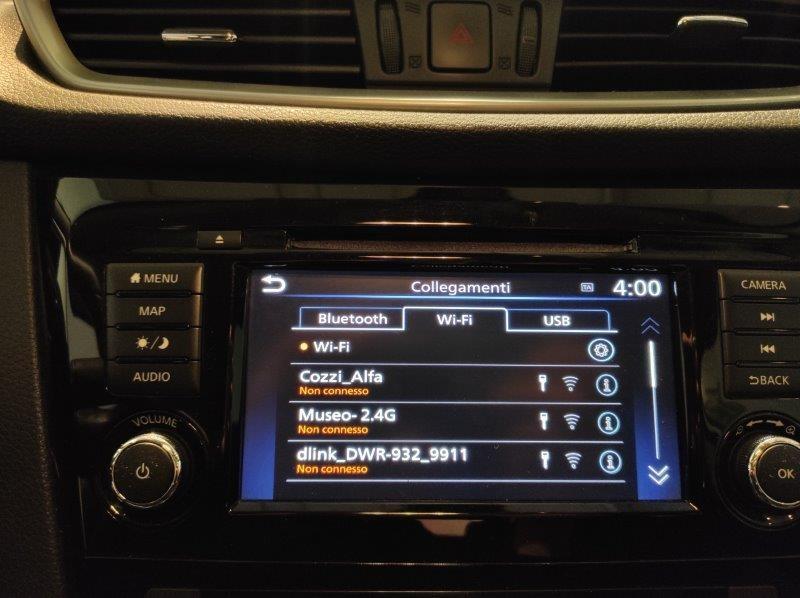 MENU
MAP
AUDIO
VOLUME
Collegamenti TA 4:00
Bluetooth Wi-Fi USB
Wi-Fi
Cozzi_Alfa
Non connesso
Museo- 2.4G
Non connesso
dlink_DWR-932_9911
Non connesso
CAMERA
BACK
OK